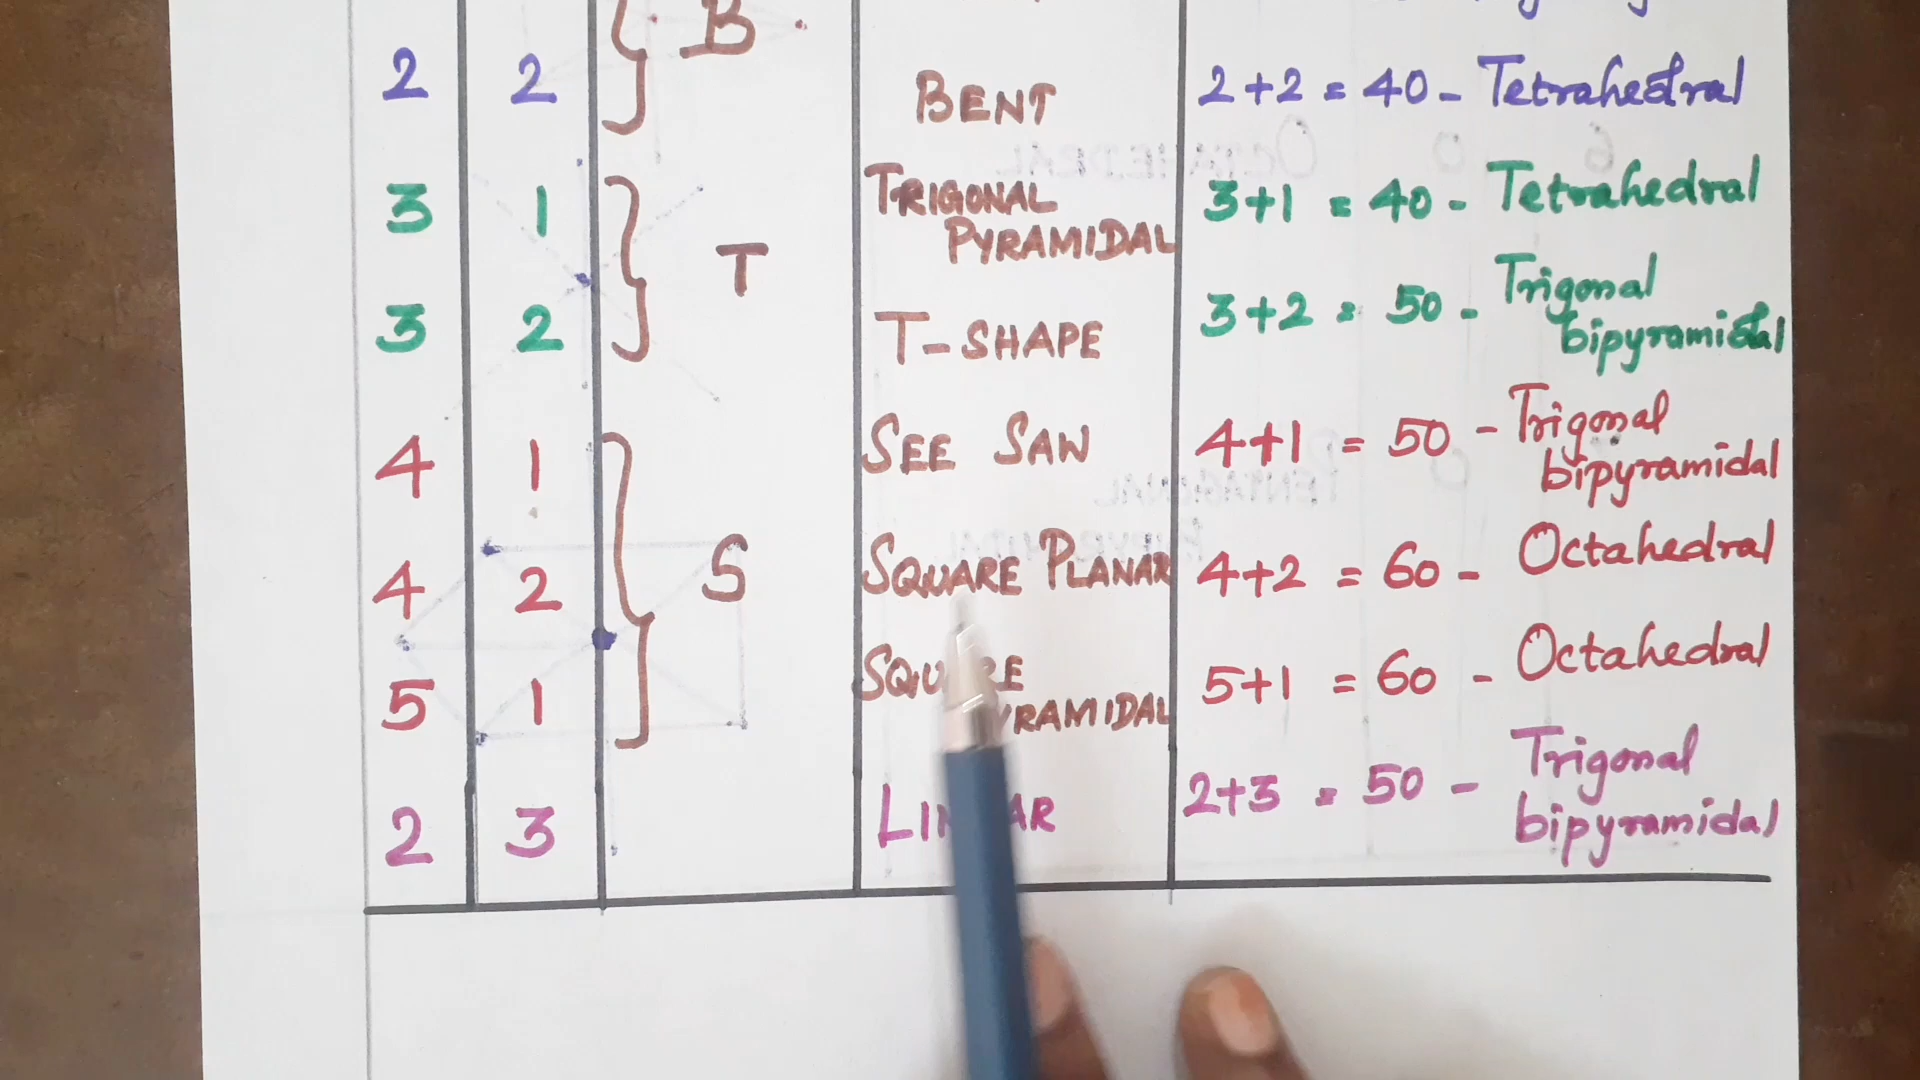 B
2 2 BENT 2+2 = 40 - Tetrahedral
3 1 TRIGONAL PYRAMIDAL 3+1 = 40 - Tetrahedral
T
3 2 T-SHAPE 3+2 = 50 - Trigonal bipyramidal
4 1 SEE SAW 4+1 = 50 - Trigonal bipyramidal
S
4 2 SQUARE PLANAR 4+2 = 60 - Octahedral
5 1 5+1 = 60 - Octahedral
2 3 2+3 = 50 - Trigonal bipyramidal